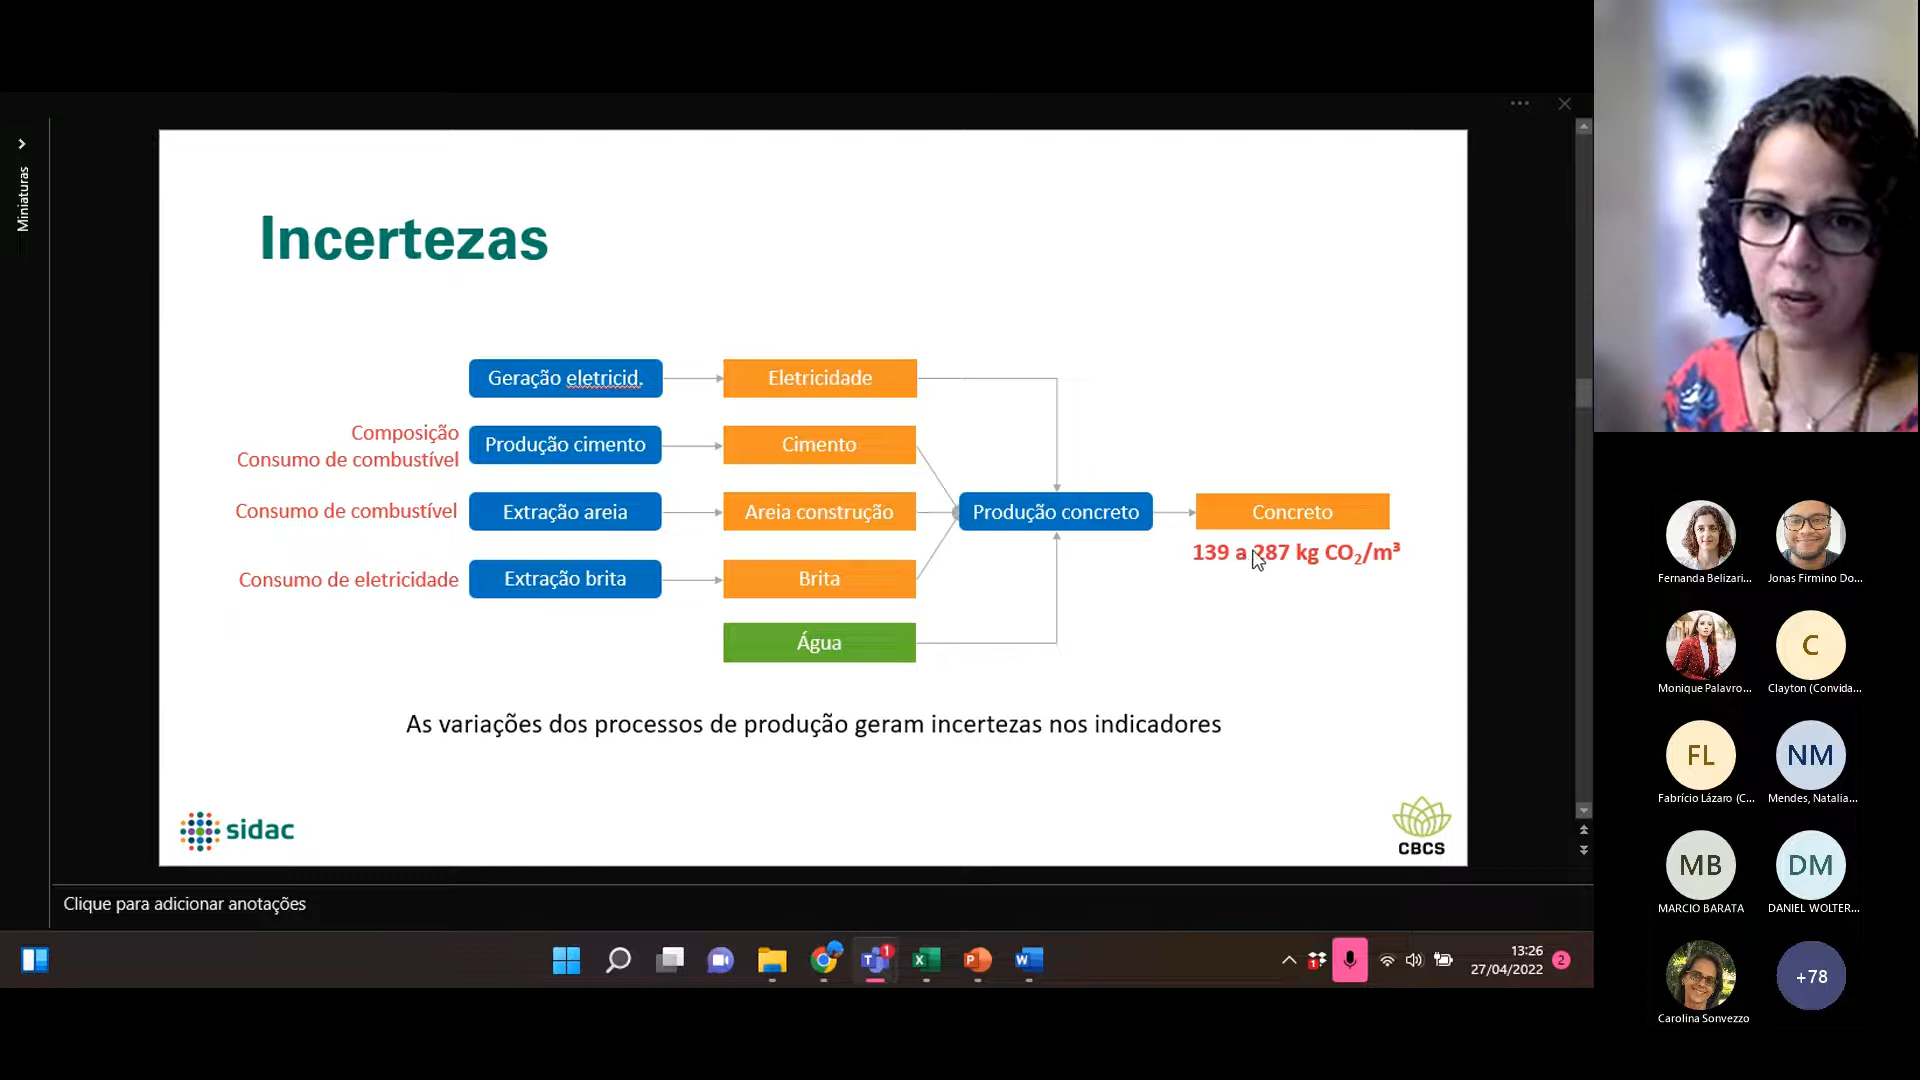 Miniaturas
Incertezas
Geração eletricid.
Eletricidade
Composição
Consumo de combustível
Produção cimento
Cimento
Consumo de combustível
Extração areia
Areia construção
Produção concreto
Concreto
139 a 287 kg CO₂/m³
Consumo de eletricidade
Extração brita
Brita
Água
As variações dos processos de produção geram incertezas nos indicadores
sidac
CBCS
Clique para adicionar anotações
13:26
27/04/2022
2
1
1
Fernanda Belizari...
Jonas Firmino Do...
C
Monique Palavro...
Clayton (Convida...
FL
NM
Fabrício Lázaro (C...
Mendes, Natalia...
MB
DM
MARCIO BARATA
DANIEL WOLTER...
+78
Carolina Sonvezzo